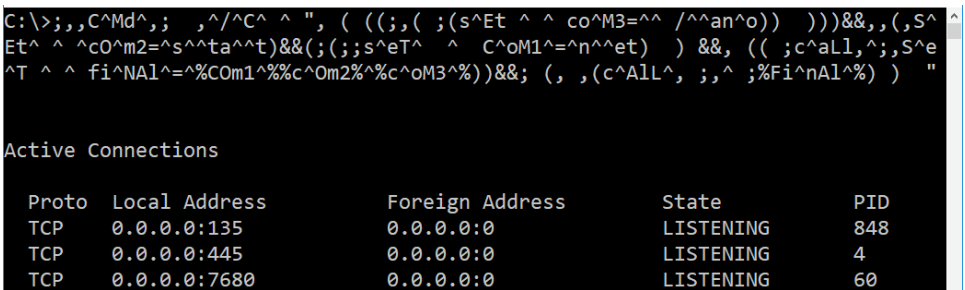 C:\>;,,C^Md^,;  ,^/^C^ ^ ", ( ((;,( ;(s^Et ^ ^ co^M3=^^ /^^an^o))  )))&&,,(,S^
Et^ ^ ^cO^m2=^s^^ta^^t)&&(;(;;s^eT^  ^  C^oM1^=^n^^et)  ) &&, (( ;c^aLl,^;,S^e
^T ^ ^ fi^NAl^=^%COm1^%%c^Om2%^%c^oM3^%))&&; (, ,(c^AlL^, ;,^ ;%Fi^nAl^%) )  "
Active Connections
Proto  Local Address          Foreign Address        State           PID
TCP    0.0.0.0:135            0.0.0.0:0              LISTENING       848
TCP    0.0.0.0:445            0.0.0.0:0              LISTENING       4
TCP    0.0.0.0:7680           0.0.0.0:0              LISTENING       60